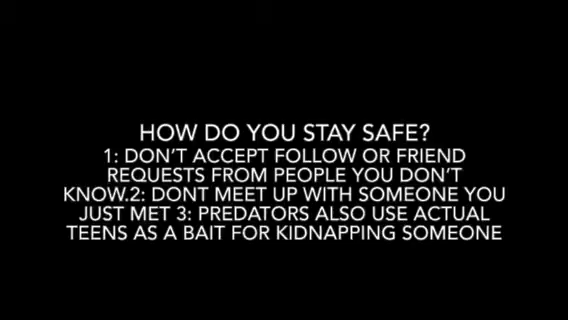 HOW DO YOU STAY SAFE?
1: DON'T ACCEPT FOLLOW OR FRIEND
REQUESTS FROM PEOPLE YOU DON'T
KNOW.2: DONT MEET UP WITH SOMEONE YOU
JUST MET 3: PREDATORS ALSO USE ACTUAL
TEENS AS A BAIT FOR KIDNAPPING SOMEONE